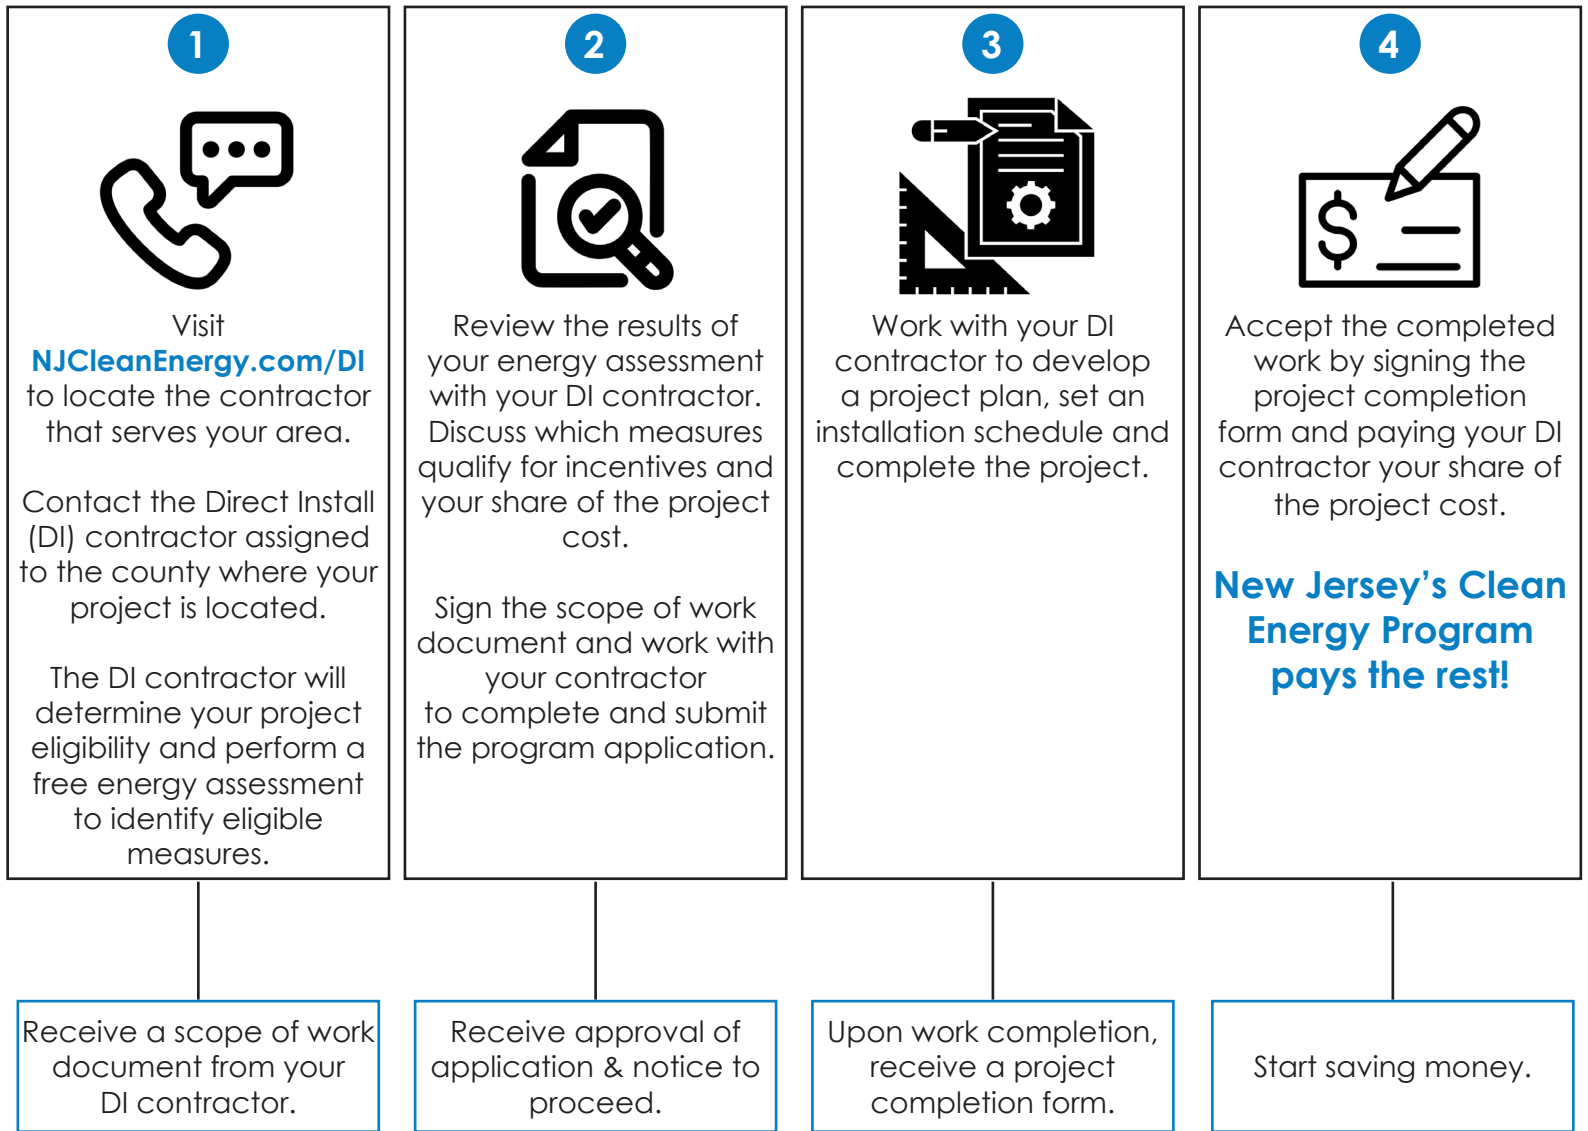 1
Visit
NJCleanEnergy.com/DI
to locate the contractor
that serves your area.
Contact the Direct Install
(DI) contractor assigned
to the county where your
project is located.
The DI contractor will
determine your project
eligibility and perform a
free energy assessment
to identify eligible
measures.
Receive a scope of work
document from your
DI contractor.
2
Review the results of
your energy assessment
with your DI contractor.
Discuss which measures
qualify for incentives and
your share of the project
cost.
Sign the scope of work
document and work with
your contractor
to complete and submit
the program application.
Receive approval of
application & notice to
proceed.
3
Work with your DI
contractor to develop
a project plan, set an
installation schedule and
complete the project.
Upon work completion,
receive a project
completion form.
4
$
Accept the completed
work by signing the
project completion
form and paying your DI
contractor your share of
the project cost.
New Jersey’s Clean
Energy Program
pays the rest!
Start saving money.